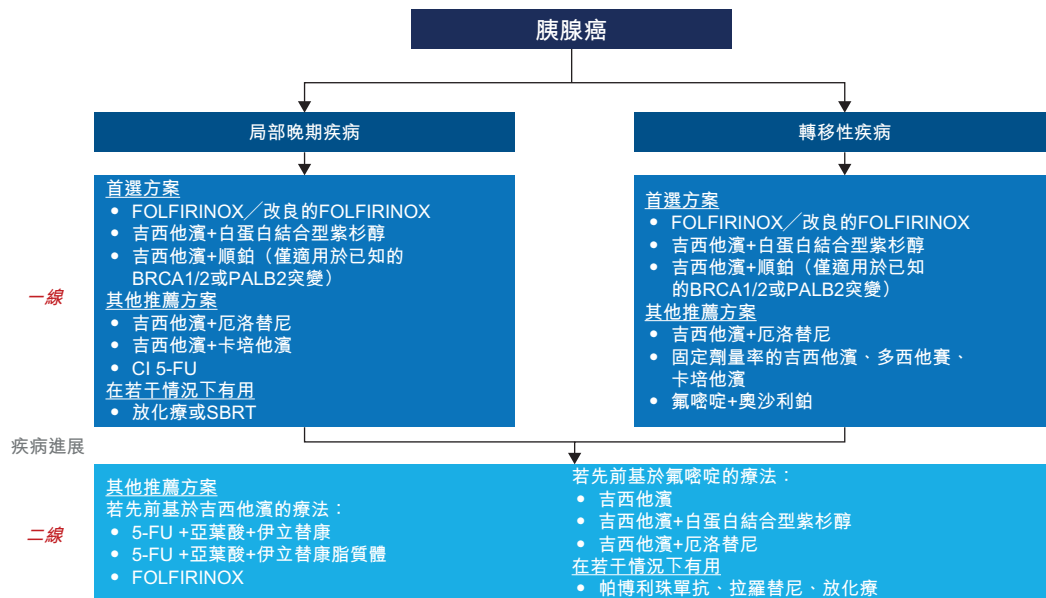 胰腺癌
局部晚期疾病
轉移性疾病
一線
首選方案
• FOLFIRINOX／改良的FOLFIRINOX
• 吉西他濱+白蛋白結合型紫杉醇
• 吉西他濱+順鉑（僅適用於已知的
BRCA1/2或PALB2突變）
其他推薦方案
• 吉西他濱+厄洛替尼
• 吉西他濱+卡培他濱
• CI 5-FU
在若干情況下有用
• 放化療或SBRT
首選方案
• FOLFIRINOX／改良的FOLFIRINOX
• 吉西他濱+白蛋白結合型紫杉醇
• 吉西他濱+順鉑（僅適用於已知
的BRCA1/2或PALB2突變）
其他推薦方案
• 吉西他濱+厄洛替尼
• 固定劑量率的吉西他濱、多西他賽、
卡培他濱
• 氟嘧啶+奧沙利鉑
疾病進展
二線
其他推薦方案
若先前基於吉西他濱的療法：
• 5-FU +亞葉酸+伊立替康
• 5-FU +亞葉酸+伊立替康脂質體
• FOLFIRINOX
若先前基於氟嘧啶的療法：
• 吉西他濱
• 吉西他濱+白蛋白結合型紫杉醇
• 吉西他濱+厄洛替尼
在若干情況下有用
• 帕博利珠單抗、拉羅替尼、放化療